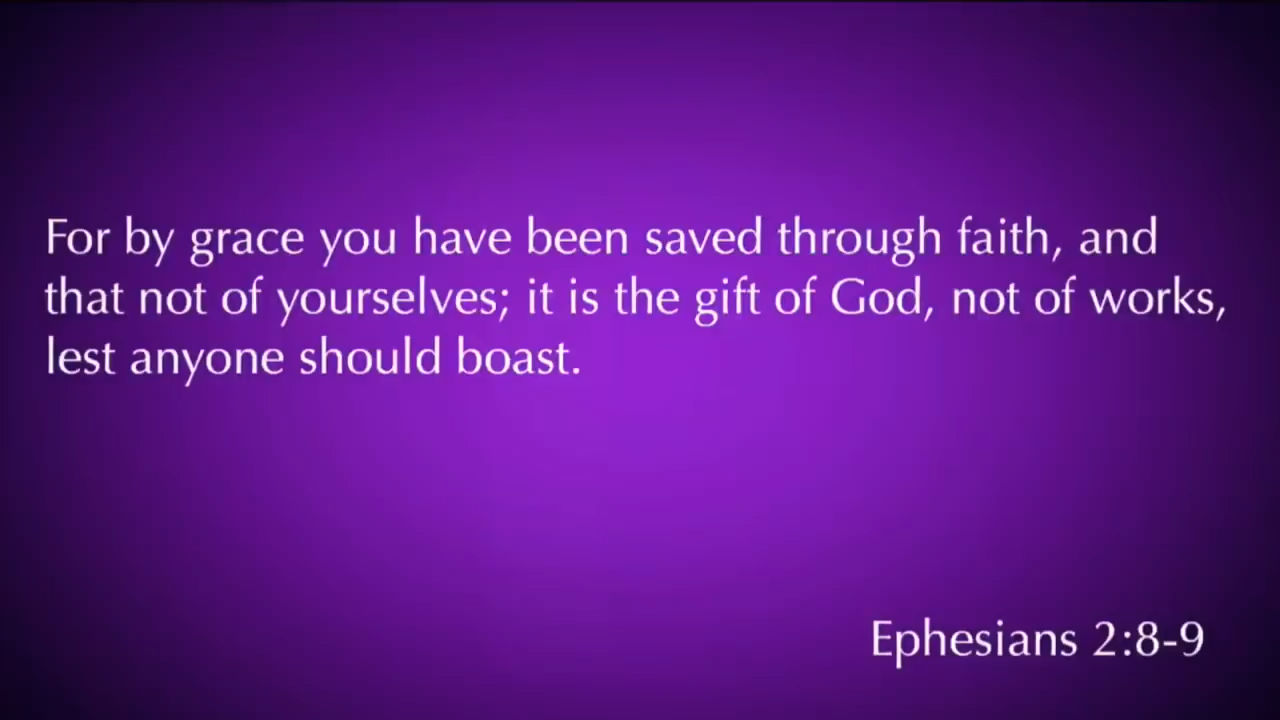 For by grace you have been saved through faith, and
that not of yourselves; it is the gift of God, not of works,
lest anyone should boast.
Ephesians 2:8-9